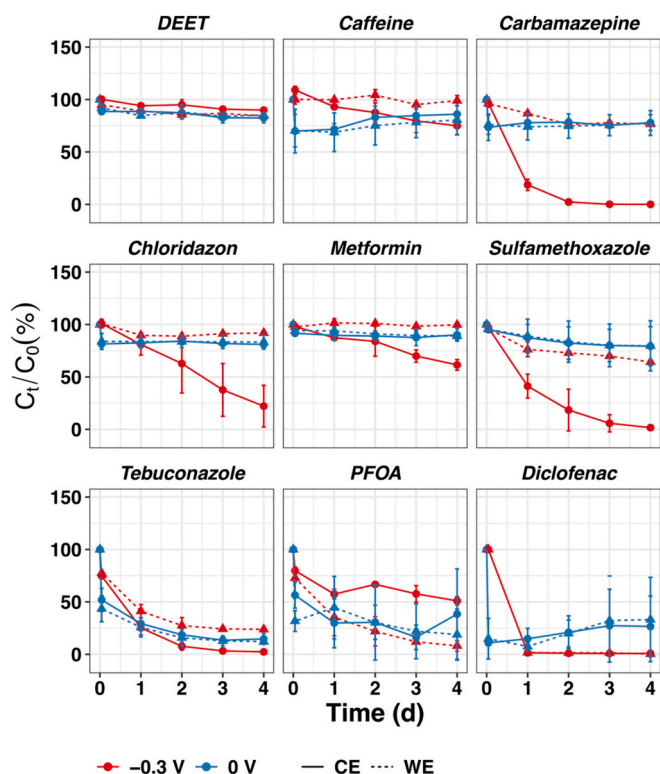 DEET Caffeine Carbamazepine
150
100
50
0
Chloridazon Metformin Sulfamethoxazole
150
100
50
0
Tebuconazole PFOA Diclofenac
150
100
50
0
0 1 2 3 4 0 1 2 3 4 0 1 2 3 4
Cₜ/C₀(%)
Time (d)
−0.3 V 0 V CE WE